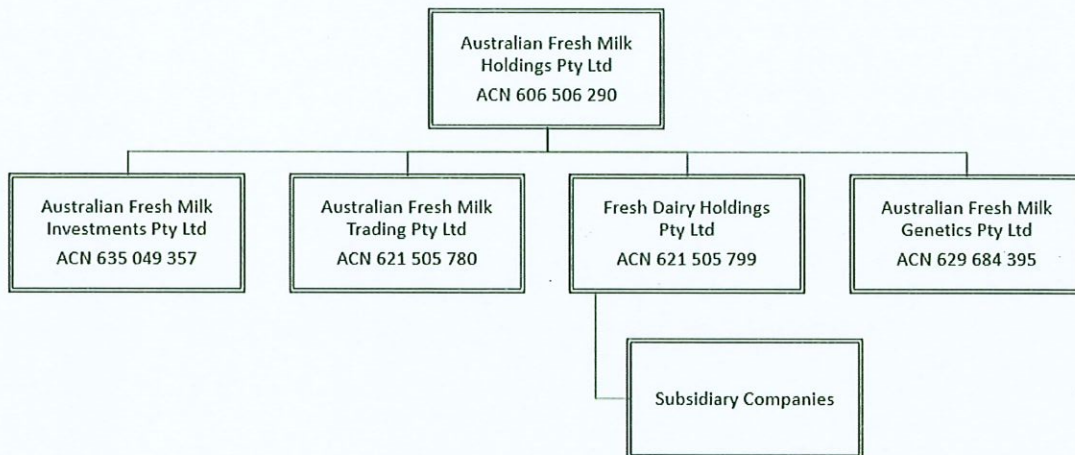 Australian Fresh Milk
Holdings Pty Ltd
ACN 606 506 290
Australian Fresh Milk
Investments Pty Ltd
ACN 635 049 357
Australian Fresh Milk
Trading Pty Ltd
ACN 621 505 780
Fresh Dairy Holdings
Pty Ltd
ACN 621 505 799
Australian Fresh Milk
Genetics Pty Ltd
ACN 629 684 395
Subsidiary Companies